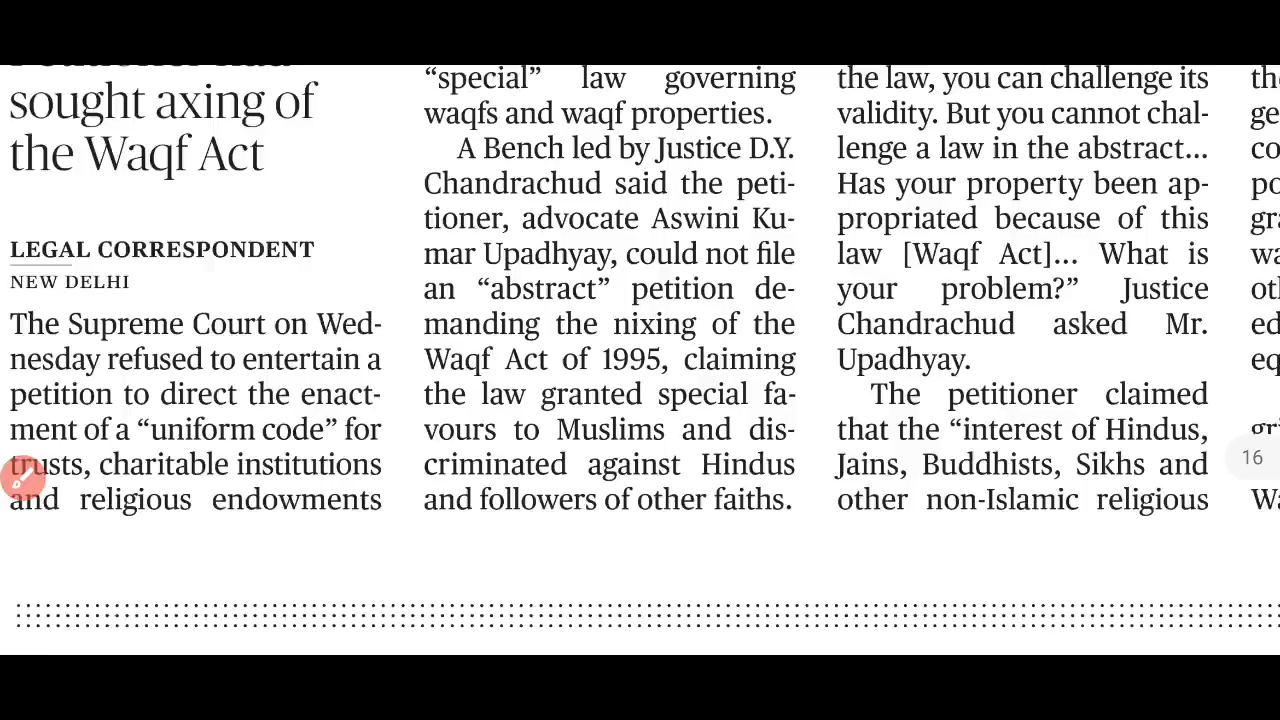 sought axing of
the Waqf Act
LEGAL CORRESPONDENT
NEW DELHI
The Supreme Court on Wed-
nesday refused to entertain a
petition to direct the enact-
ment of a “uniform code” for
trusts, charitable institutions
and religious endowments
“special” law governing
waqfs and waqf properties.
A Bench led by Justice D.Y.
Chandrachud said the peti-
tioner, advocate Aswini Ku-
mar Upadhyay, could not file
an “abstract” petition de-
manding the nixing of the
Waqf Act of 1995, claiming
the law granted special fa-
vours to Muslims and dis-
criminated against Hindus
and followers of other faiths.
the law, you can challenge its
validity. But you cannot chal-
lenge a law in the abstract...
Has your property been ap-
propriated because of this
law [Waqf Act]... What is
your problem?” Justice
Chandrachud asked Mr.
Upadhyay.
The petitioner claimed
that the “interest of Hindus,
Jains, Buddhists, Sikhs and
other non-Islamic religious
16